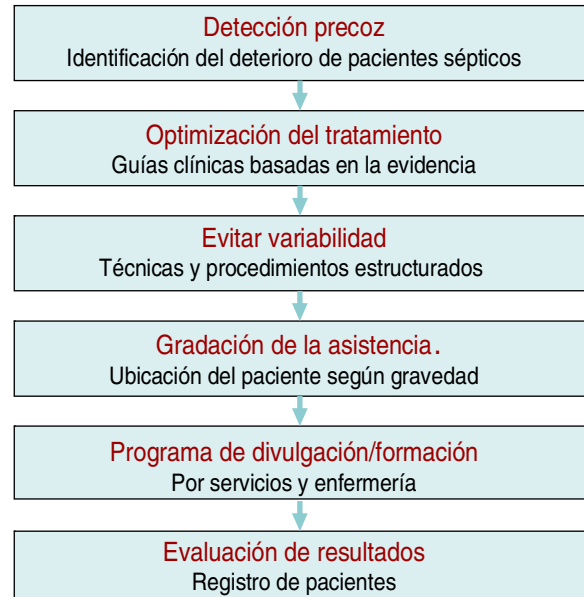 Detección precoz
Identificación del deterioro de pacientes sépticos
Optimización del tratamiento
Guías clínicas basadas en la evidencia
Evitar variabilidad
Técnicas y procedimientos estructurados
Gradación de la asistencia.
Ubicación del paciente según gravedad
Programa de divulgación/formación
Por servicios y enfermería
Evaluación de resultados
Registro de pacientes